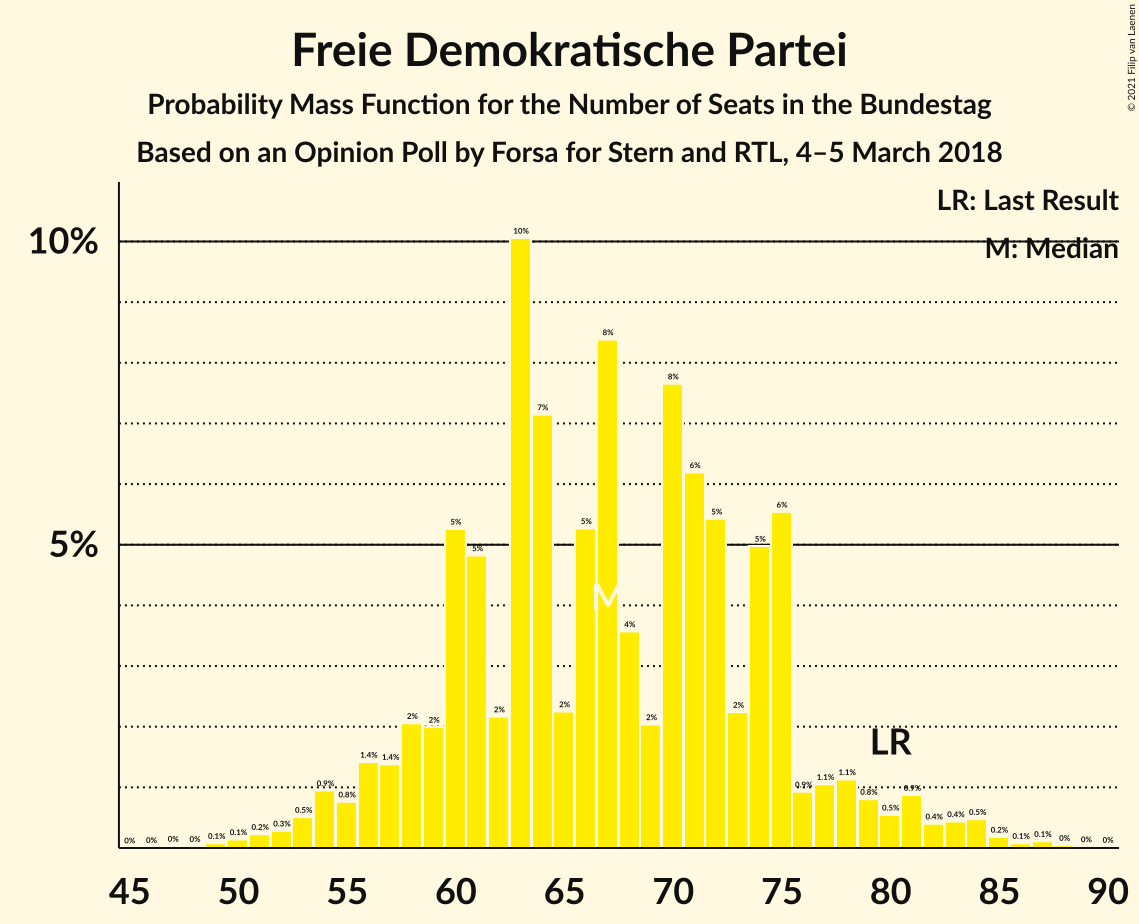 Freie Demokratische Partei
Probability Mass Function for the Number of Seats in the Bundestag
Based on an Opinion Poll by Forsa for Stern and RTL, 4–5 March 2018
© 2021 Filip van Laenen
LR: Last Result
M: Median
10%
5%
0% 0% 0% 0% 0.1% 0.1% 0.2% 0.3% 0.5% 0.9% 0.8% 1.4% 1.4% 2% 2% 5% 5% 2% 10% 7% 2% 5% 8% 4% 2% 8% 6% 5% 2% 5% 6% 0.9% 1.1% 1.1% 0.8% 0.5% 0.9% 0.4% 0.4% 0.5% 0.2% 0.1% 0.1% 0% 0% 0%
M
LR
45 50 55 60 65 70 75 80 85 90